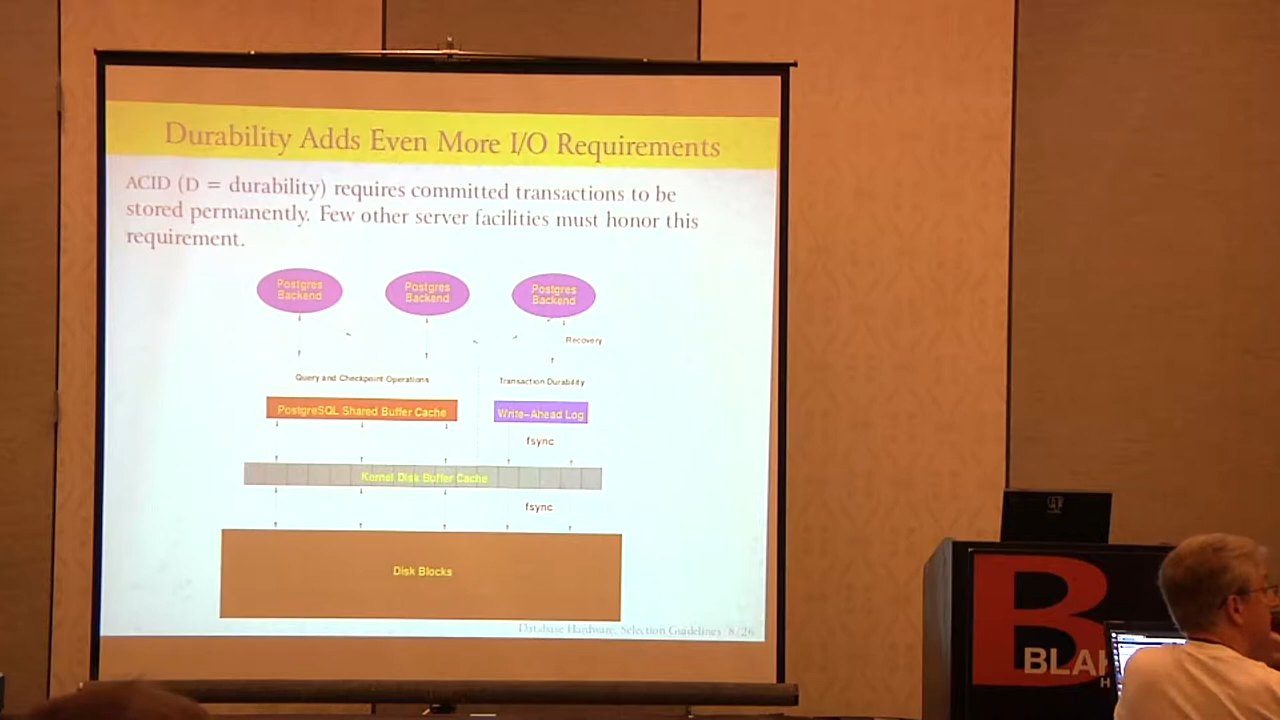 Durability Adds Even More I/O Requirements
ACID (D = durability) requires committed transactions to be
stored permanently. Few other server facilities must honor this
requirement.
Postgres
Backend
Postgres
Backend
Postgres
Backend
Recovery
Query and Checkpoint Operations
Transaction Durability
PostgreSQL Shared Buffer Cache
Write-Ahead Log
fsync
Kernel Disk Buffer Cache
fsync
Disk Blocks
Database Hardware, Selection Guidelines 8/26
B
BLA
H